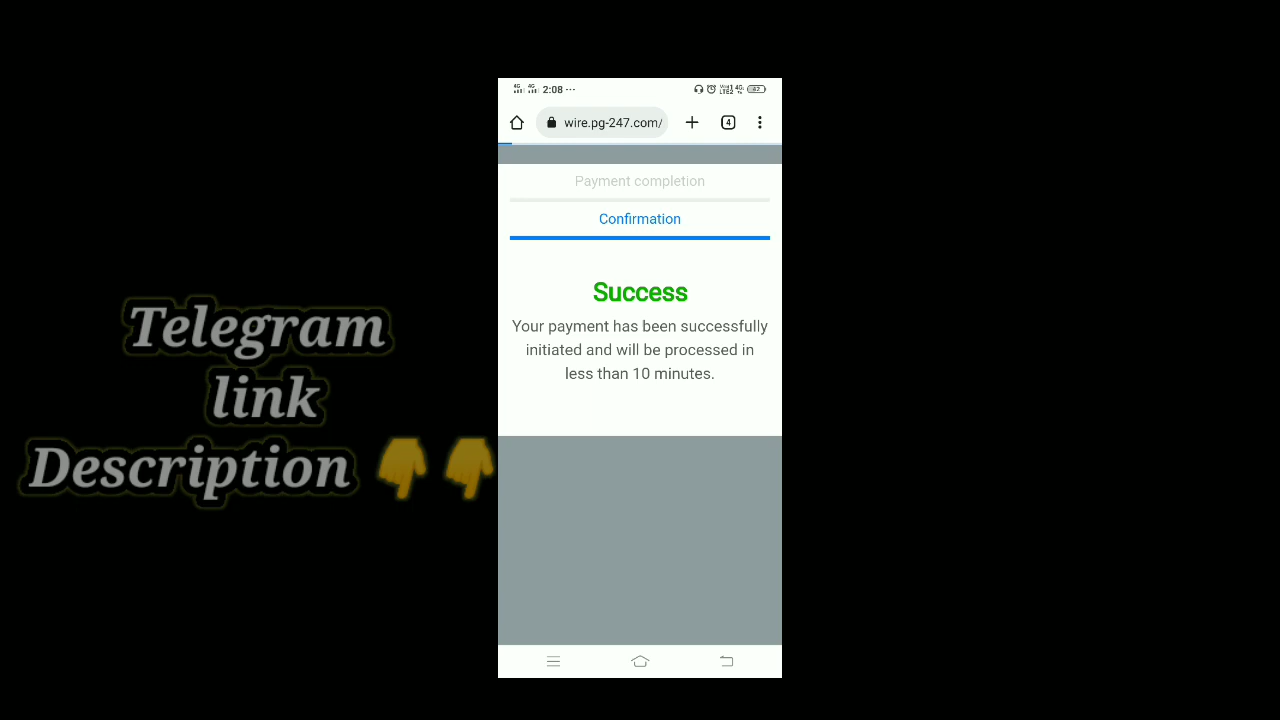 2:08 ...
62
wire.pg-247.com/
4
Payment completion
Confirmation
Success
Your payment has been successfully
initiated and will be processed in
less than 10 minutes.
Telegram
link
Description 👇👇